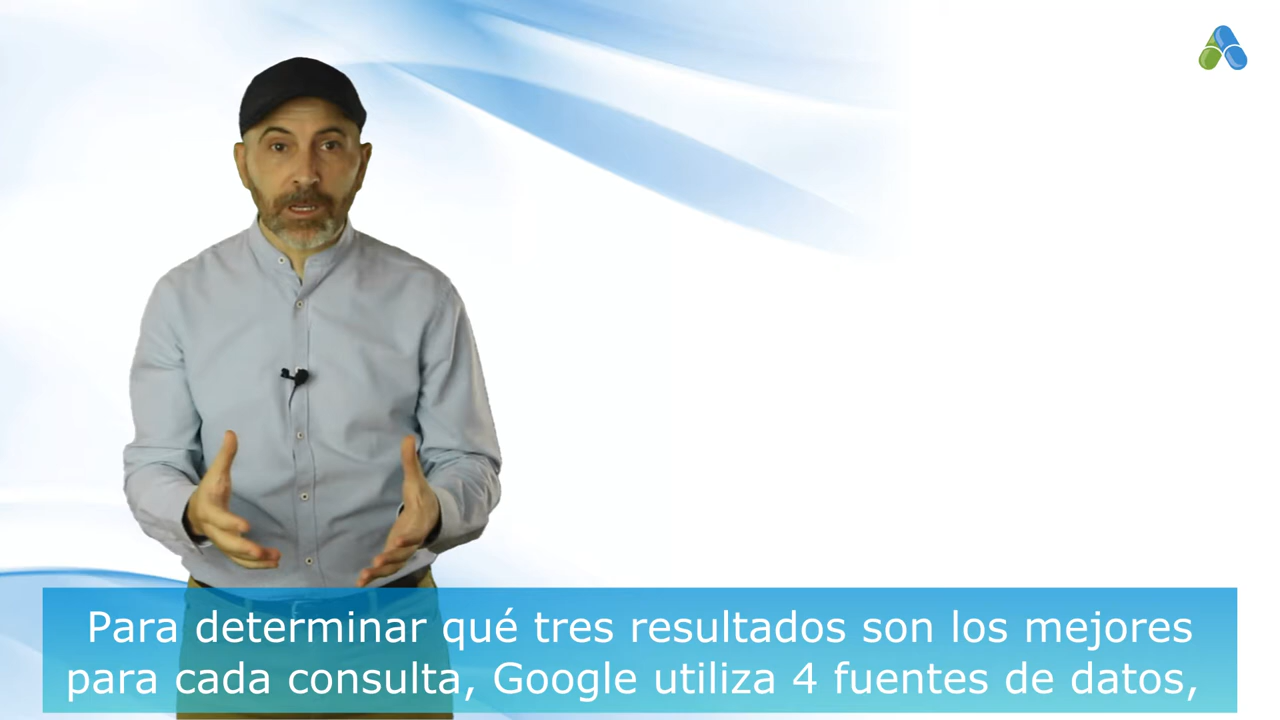 Para determinar qué tres resultados son los mejores
para cada consulta, Google utiliza 4 fuentes de datos,